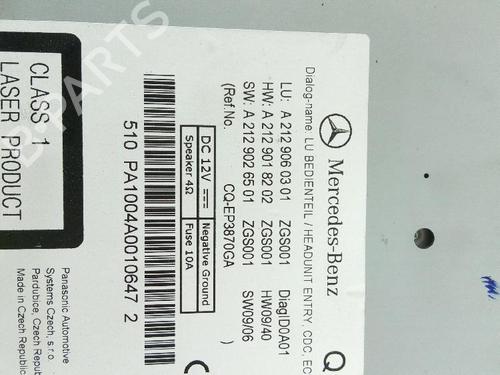 Mercedes-Benz
Dialog-name: LU BEDIENTEIL / HEADUNIT ENTRY, CDC, EC
LU: A 212 906 03 01 ZGS001 DiagID0A01
HW: A 212 901 82 02 ZGS001 HW09/40
SW: A 212 902 65 01 ZGS001 SW09/06
(Ref.No. CQ-EP3870GA)
DC 12V Negative Ground
Speaker 4Ω Fuse 10A
510 PA1004A0010647 2
CLASS 1
LASER PRODUCT
Panasonic Automotive
Systems Czech, s.r.o.
Pardubice, Czech Repub
Made in Czech Republic
B-PARTS